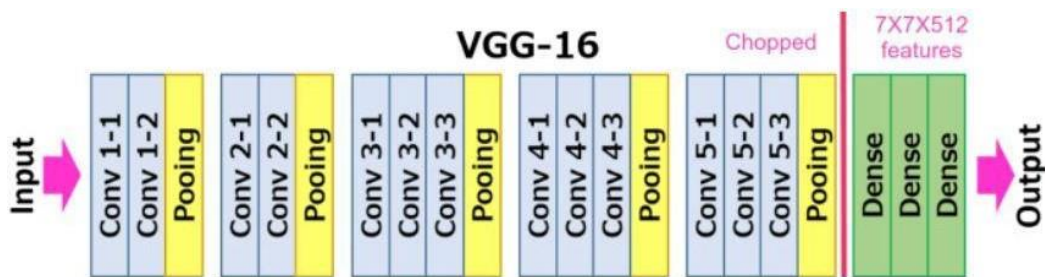 VGG-16
Chopped
7X7X512
features
Input
Conv 1-1
Conv 1-2
Pooing
Conv 2-1
Conv 2-2
Pooing
Conv 3-1
Conv 3-2
Conv 3-3
Pooing
Conv 4-1
Conv 4-2
Conv 4-3
Pooing
Conv 5-1
Conv 5-2
Conv 5-3
Pooing
Dense
Dense
Dense
Output